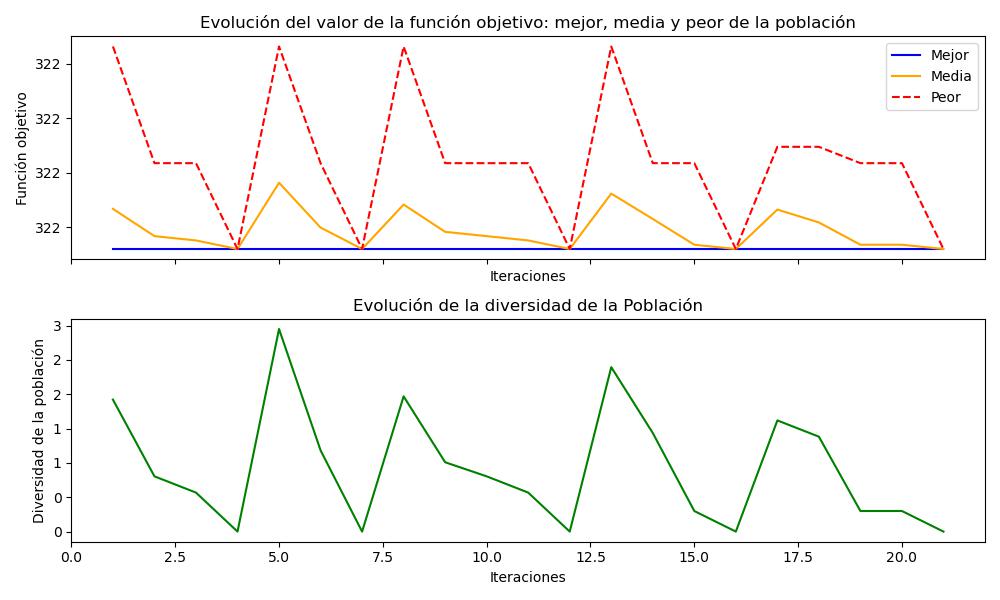 Evolución del valor de la función objetivo: mejor, media y peor de la población
Función objetivo
322
322
322
322
Mejor
Media
Peor
Iteraciones
Evolución de la diversidad de la Población
Diversidad de la población
3
2
2
1
1
0
0
0.0 2.5 5.0 7.5 10.0 12.5 15.0 17.5 20.0
Iteraciones